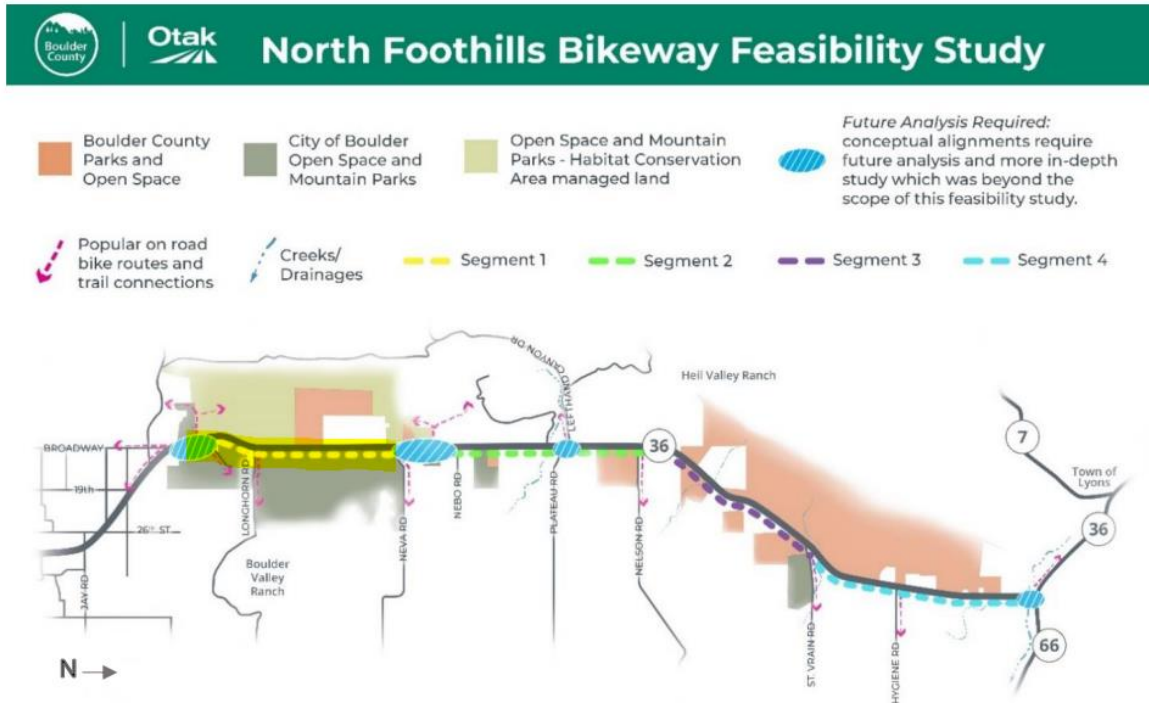 Boulder
County
Otak
North Foothills Bikeway Feasibility Study
Boulder County
Parks and
Open Space
City of Boulder
Open Space and
Mountain Parks
Open Space and Mountain
Parks - Habitat Conservation
Area managed land
Future Analysis Required:
conceptual alignments require
future analysis and more in-depth
study which was beyond the
scope of this feasibility study.
Popular on road
bike routes and
trail connections
Creeks/
Drainages
Segment 1
Segment 2
Segment 3
Segment 4
LEFTHAND CANYON DR
Heil Valley Ranch
BROADWAY
36
7
Town of
Lyons
19th
26th ST
JAY RD
LONGHORN RD
Boulder
Valley
Ranch
NEVA RD
NEBO RD
PLATEAU RD
NELSON RD
36
ST. VRAIN RD
HYGIENE RD
66
N